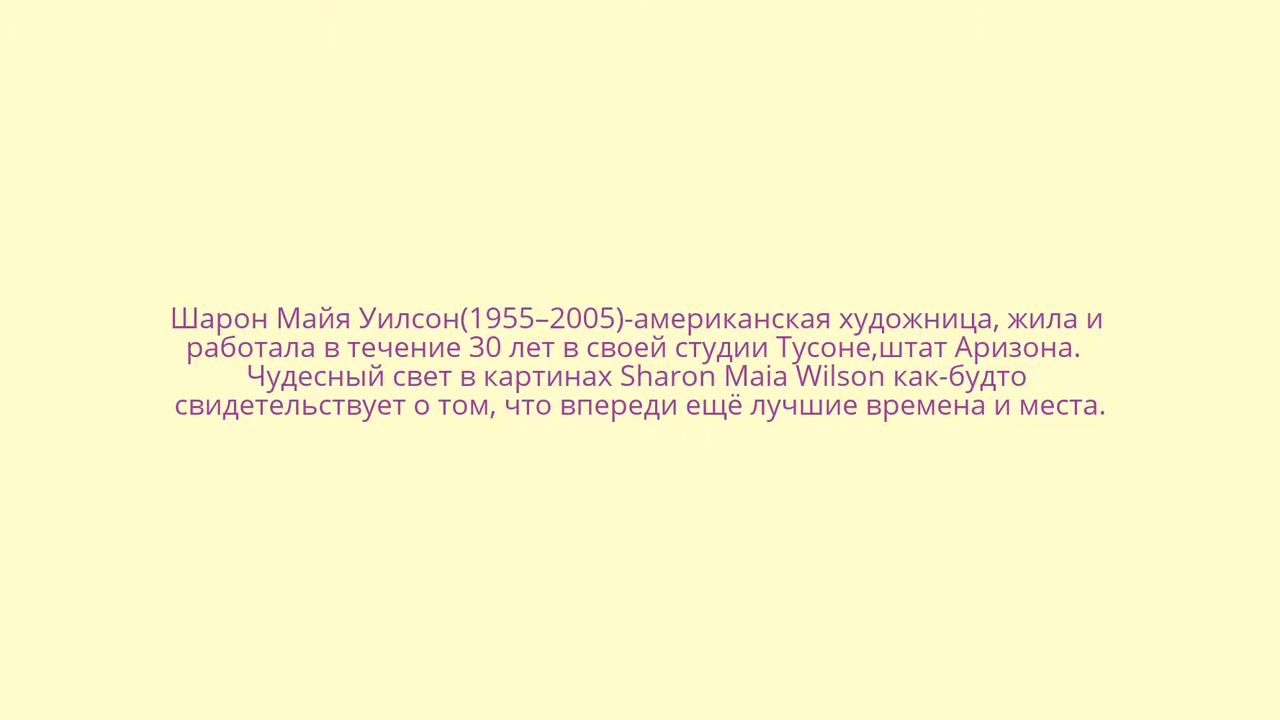 Шарон Майя Уилсон(1955–2005)-американская художница, жила и
работала в течение 30 лет в своей студии Тусоне,штат Аризона.
Чудесный свет в картинах Sharon Maia Wilson как-будто
свидетельствует о том, что впереди ещё лучшие времена и места.